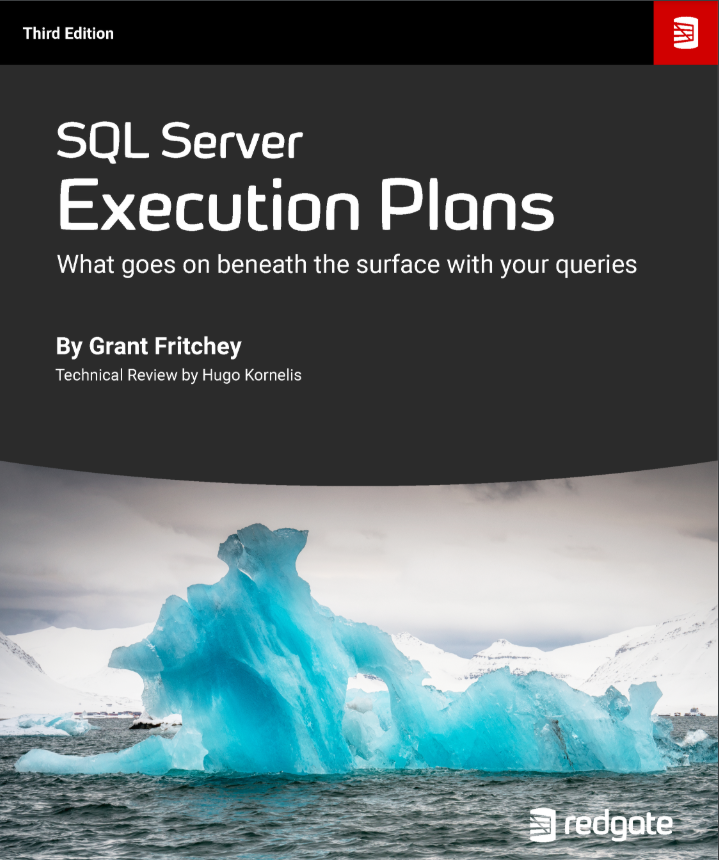 Third Edition
SQL Server
Execution Plans
What goes on beneath the surface with your queries
By Grant Fritchey
Technical Review by Hugo Kornelis
redgate